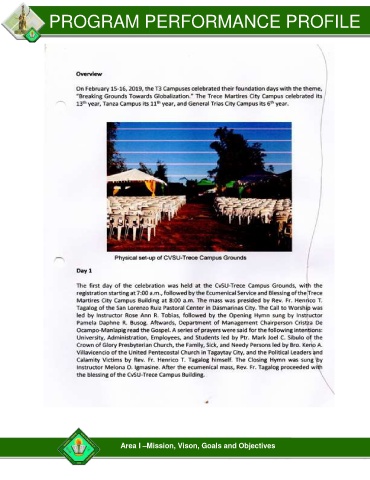 PROGRAM PERFORMANCE PROFILE
Overview
On February 15-16, 2019, the T3 Campuses celebrated their foundation days with the theme,
"Breaking Grounds Towards Globalization." The Trece Martires City Campus celebrated its
13th year, Tanza Campus its 11th year, and General Trias City Campus its 6th year.
Physical set-up of CVSU-Trece Campus Grounds
Day 1
The first day of the celebration was held at the CvSU-Trece Campus Grounds, with the
registration starting at 7:00 a.m., followed by the Ecumenical Service and Blessing of the Trece
Martires City Campus Building at 8:00 a.m. The mass was presided by Rev. Fr. Henrico T.
Tagalog of the San Lorenzo Ruiz Pastoral Center in Dasmarinas City. The Call to Worship was
led by Instructor Rose Ann R. Tobias, followed by the Opening Hymn sung by Instructor
Pamela Daphne R. Busog. Aftwards, Department of Management Chairperson Cristza De
Ocampo-Manlapig read the Gospel. A series of prayers were said for the following intentions:
University, Administration, Employees, and Students led by Ptr. Mark Joel C. Sibulo of the
Crown of Glory Presbyterian Church, the Family, Sick, and Needy Persons led by Bro. Kerio A.
Villavicencio of the United Pentecostal Church in Tagaytay City, and the Political Leaders and
Calamity Victims by Rev. Fr. Henrico T. Tagalog himself. The Closing Hymn was sung by
Instructor Melona O. Igmasine. After the ecumenical mass, Rev. Fr. Tagalog proceeded with
the blessing of the CvSU-Trece Campus Building.
Area I –Mission, Vison, Goals and Objectives